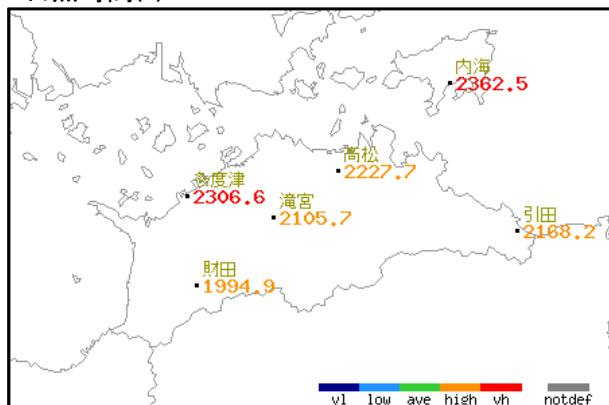 内海
2362.5
高松
2227.7
多度津
2306.6
滝宮
2105.7
引田
2168.2
財田
1994.9
vl low ave high vh notdef